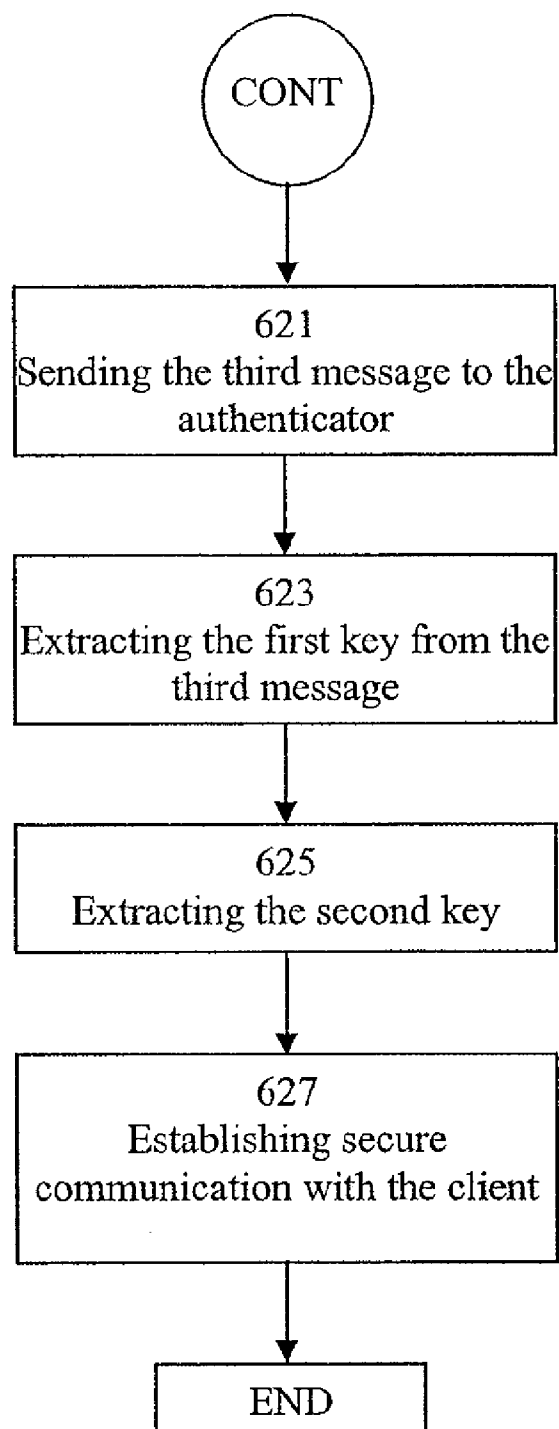 CONT
621
Sending the third message to the
authenticator
623
Extracting the first key from the
third message
625
Extracting the second key
627
Establishing secure
communication with the client
END